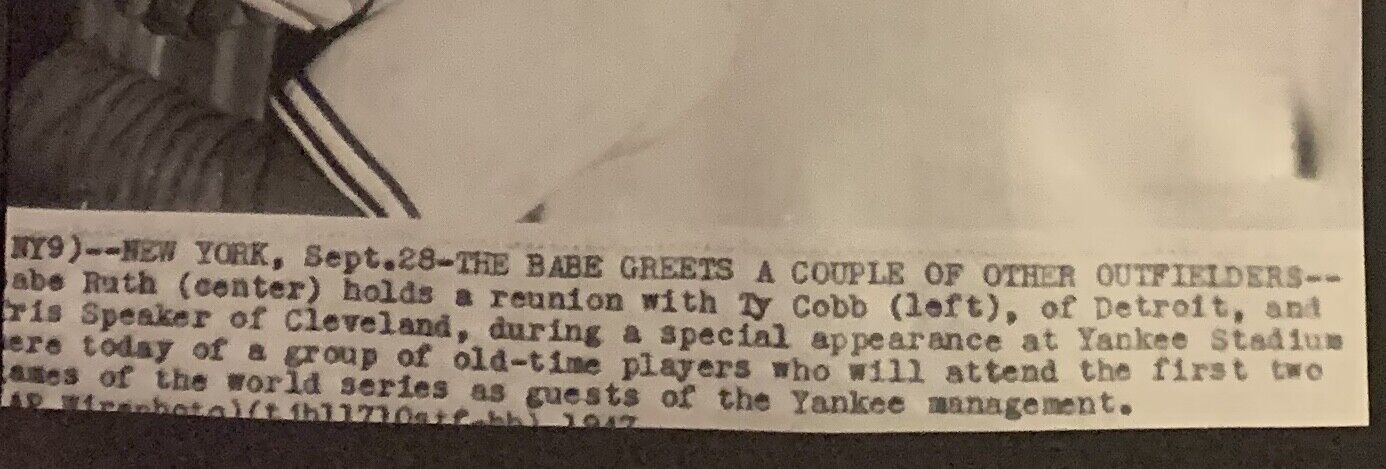 NY9)--NEW YORK, Sept.28-THE BABE GREETS A COUPLE OF OTHER OUTFIELDERS--
abe Ruth (center) holds a reunion with Ty Cobb (left), of Detroit, and
ris Speaker of Cleveland, during a special appearance at Yankee Stadium
ere today of a group of old-time players who will attend the first two
ames of the world series as guests of the Yankee management.
AP Wirephoto) 1947